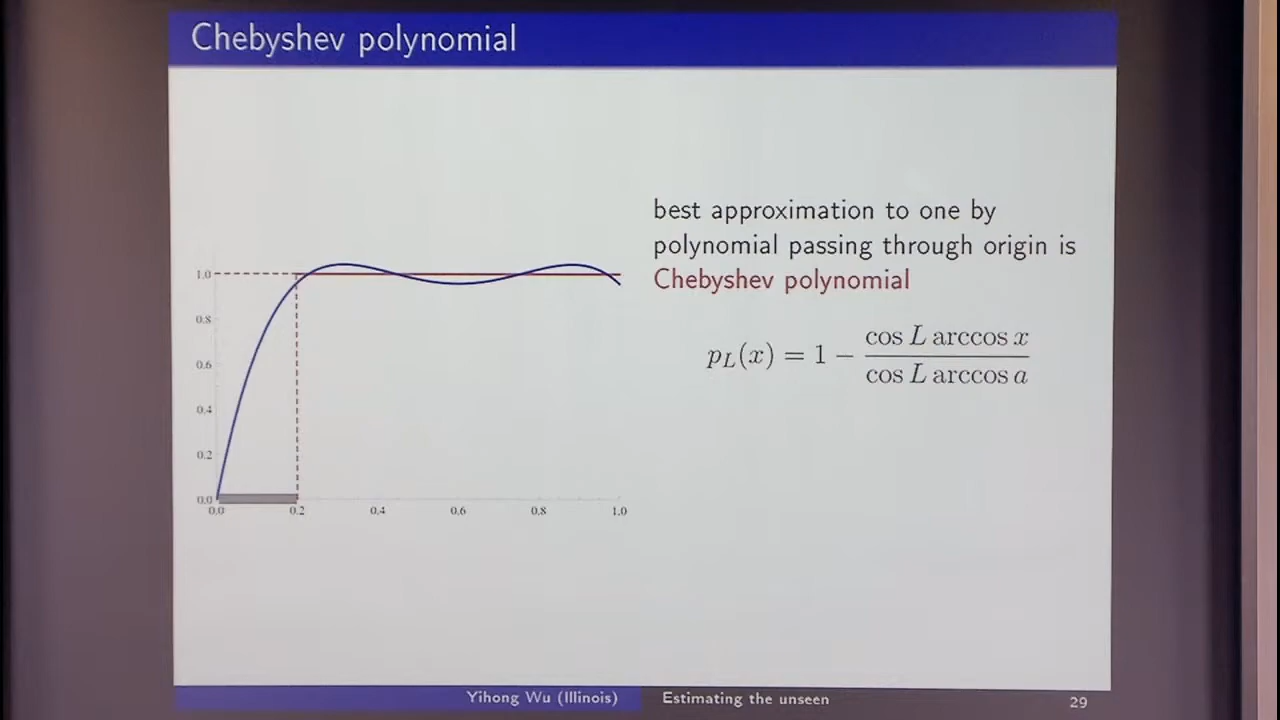 Chebyshev polynomial
best approximation to one by
polynomial passing through origin is
Chebyshev polynomial
p_L(x) = 1 − (cos L arccos x)/(cos L arccos a)
1.0
0.8
0.6
0.4
0.2
0.0
0.0 0.2 0.4 0.6 0.8 1.0
Yihong Wu (Illinois) Estimating the unseen 29